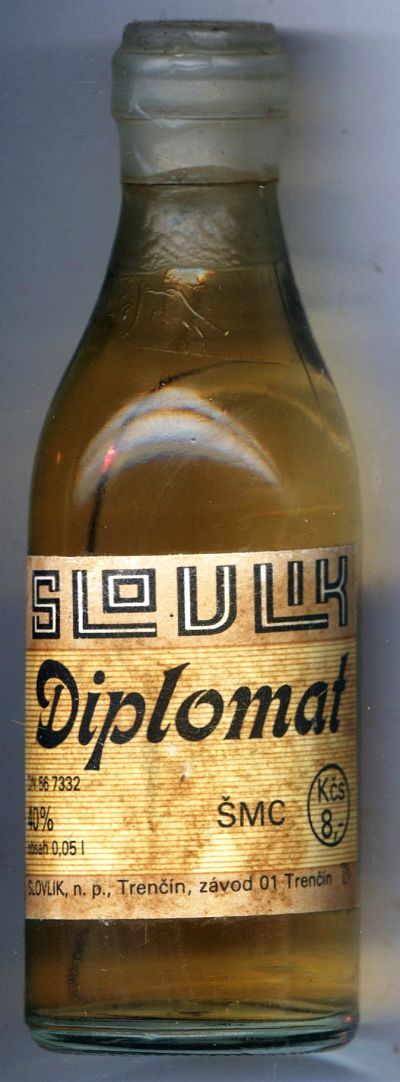 SLOVLIK
Diplomat
ČN 56 7332
40%
ŠMC
Kčs
8,-
obsah 0,05 l
SLOVLIK, n. p., Trenčín, závod 01 Trenčín